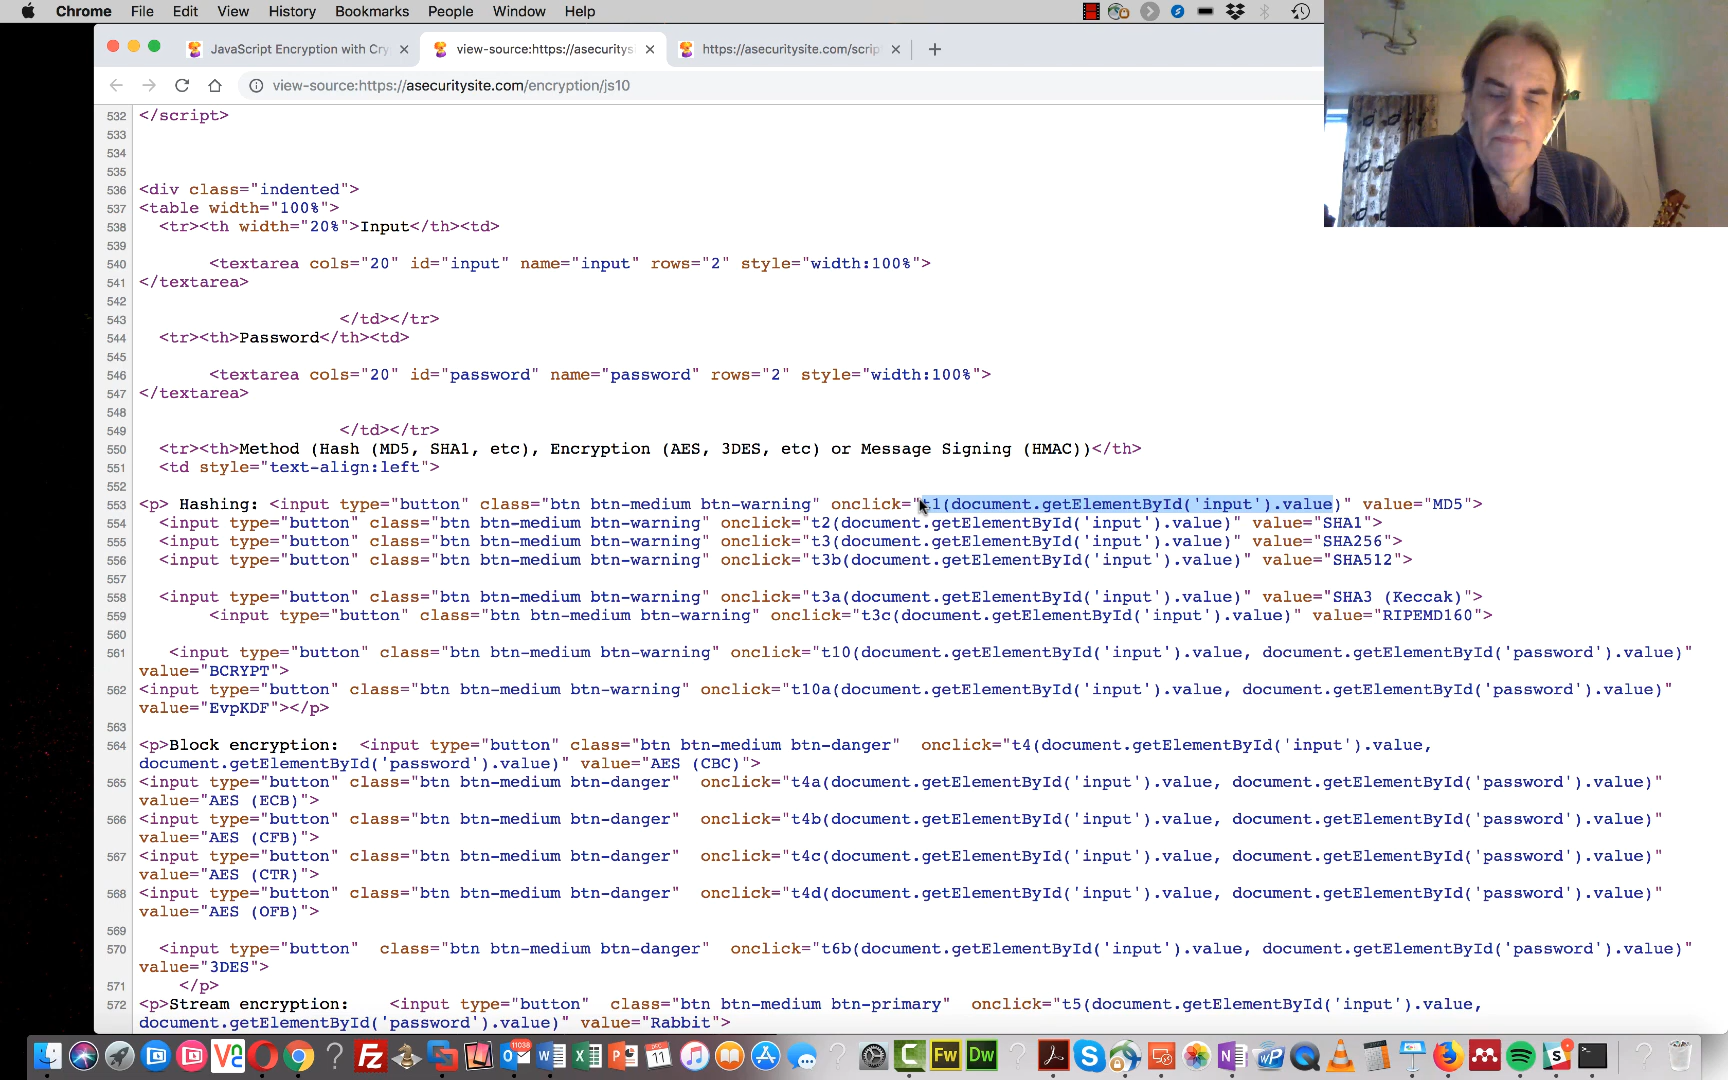 Chrome File Edit View History Bookmarks People Window Help
JavaScript Encryption with Cry
view-source:https://asecuritys
https://asecuritysite.com/scrip
view-source:https://asecuritysite.com/encryption/js10
532 </script>
533
534
535
536 <div class="indented">
537 <table width="100%">
538 <tr><th width="20%">Input</th><td>
539
540 <textarea cols="20" id="input" name="input" rows="2" style="width:100%">
541 </textarea>
542
543 </td></tr>
544 <tr><th>Password</th><td>
545
546 <textarea cols="20" id="password" name="password" rows="2" style="width:100%">
547 </textarea>
548
549 </td></tr>
550 <tr><th>Method (Hash (MD5, SHA1, etc), Encryption (AES, 3DES, etc) or Message Signing (HMAC))</th>
551 <td style="text-align:left">
552
553 <p> Hashing: <input type="button" class="btn btn-medium btn-warning" onclick="t1(document.getElementById('input').value)" value="MD5">
554 <input type="button" class="btn btn-medium btn-warning" onclick="t2(document.getElementById('input').value)" value="SHA1">
555 <input type="button" class="btn btn-medium btn-warning" onclick="t3(document.getElementById('input').value)" value="SHA256">
556 <input type="button" class="btn btn-medium btn-warning" onclick="t3b(document.getElementById('input').value)" value="SHA512">
557
558 <input type="button" class="btn btn-medium btn-warning" onclick="t3a(document.getElementById('input').value)" value="SHA3 (Keccak)">
559 <input type="button" class="btn btn-medium btn-warning" onclick="t3c(document.getElementById('input').value)" value="RIPEMD160">
560
561 <input type="button" class="btn btn-medium btn-warning" onclick="t10(document.getElementById('input').value, document.getElementById('password').value)"
value="BCRYPT">
562 <input type="button" class="btn btn-medium btn-warning" onclick="t10a(document.getElementById('input').value, document.getElementById('password').value)"
value="EvpKDF"></p>
563
564 <p>Block encryption: <input type="button" class="btn btn-medium btn-danger" onclick="t4(document.getElementById('input').value,
document.getElementById('password').value)" value="AES (CBC)">
565 <input type="button" class="btn btn-medium btn-danger" onclick="t4a(document.getElementById('input').value, document.getElementById('password').value)"
value="AES (ECB)">
566 <input type="button" class="btn btn-medium btn-danger" onclick="t4b(document.getElementById('input').value, document.getElementById('password').value)"
value="AES (CFB)">
567 <input type="button" class="btn btn-medium btn-danger" onclick="t4c(document.getElementById('input').value, document.getElementById('password').value)"
value="AES (CTR)">
568 <input type="button" class="btn btn-medium btn-danger" onclick="t4d(document.getElementById('input').value, document.getElementById('password').value)"
value="AES (OFB)">
569
570 <input type="button" class="btn btn-medium btn-danger" onclick="t6b(document.getElementById('input').value, document.getElementById('password').value)"
value="3DES">
571 </p>
572 <p>Stream encryption: <input type="button" class="btn btn-medium btn-primary" onclick="t5(document.getElementById('input').value,
document.getElementById('password').value)" value="Rabbit">
11038
11
Fw
Dw